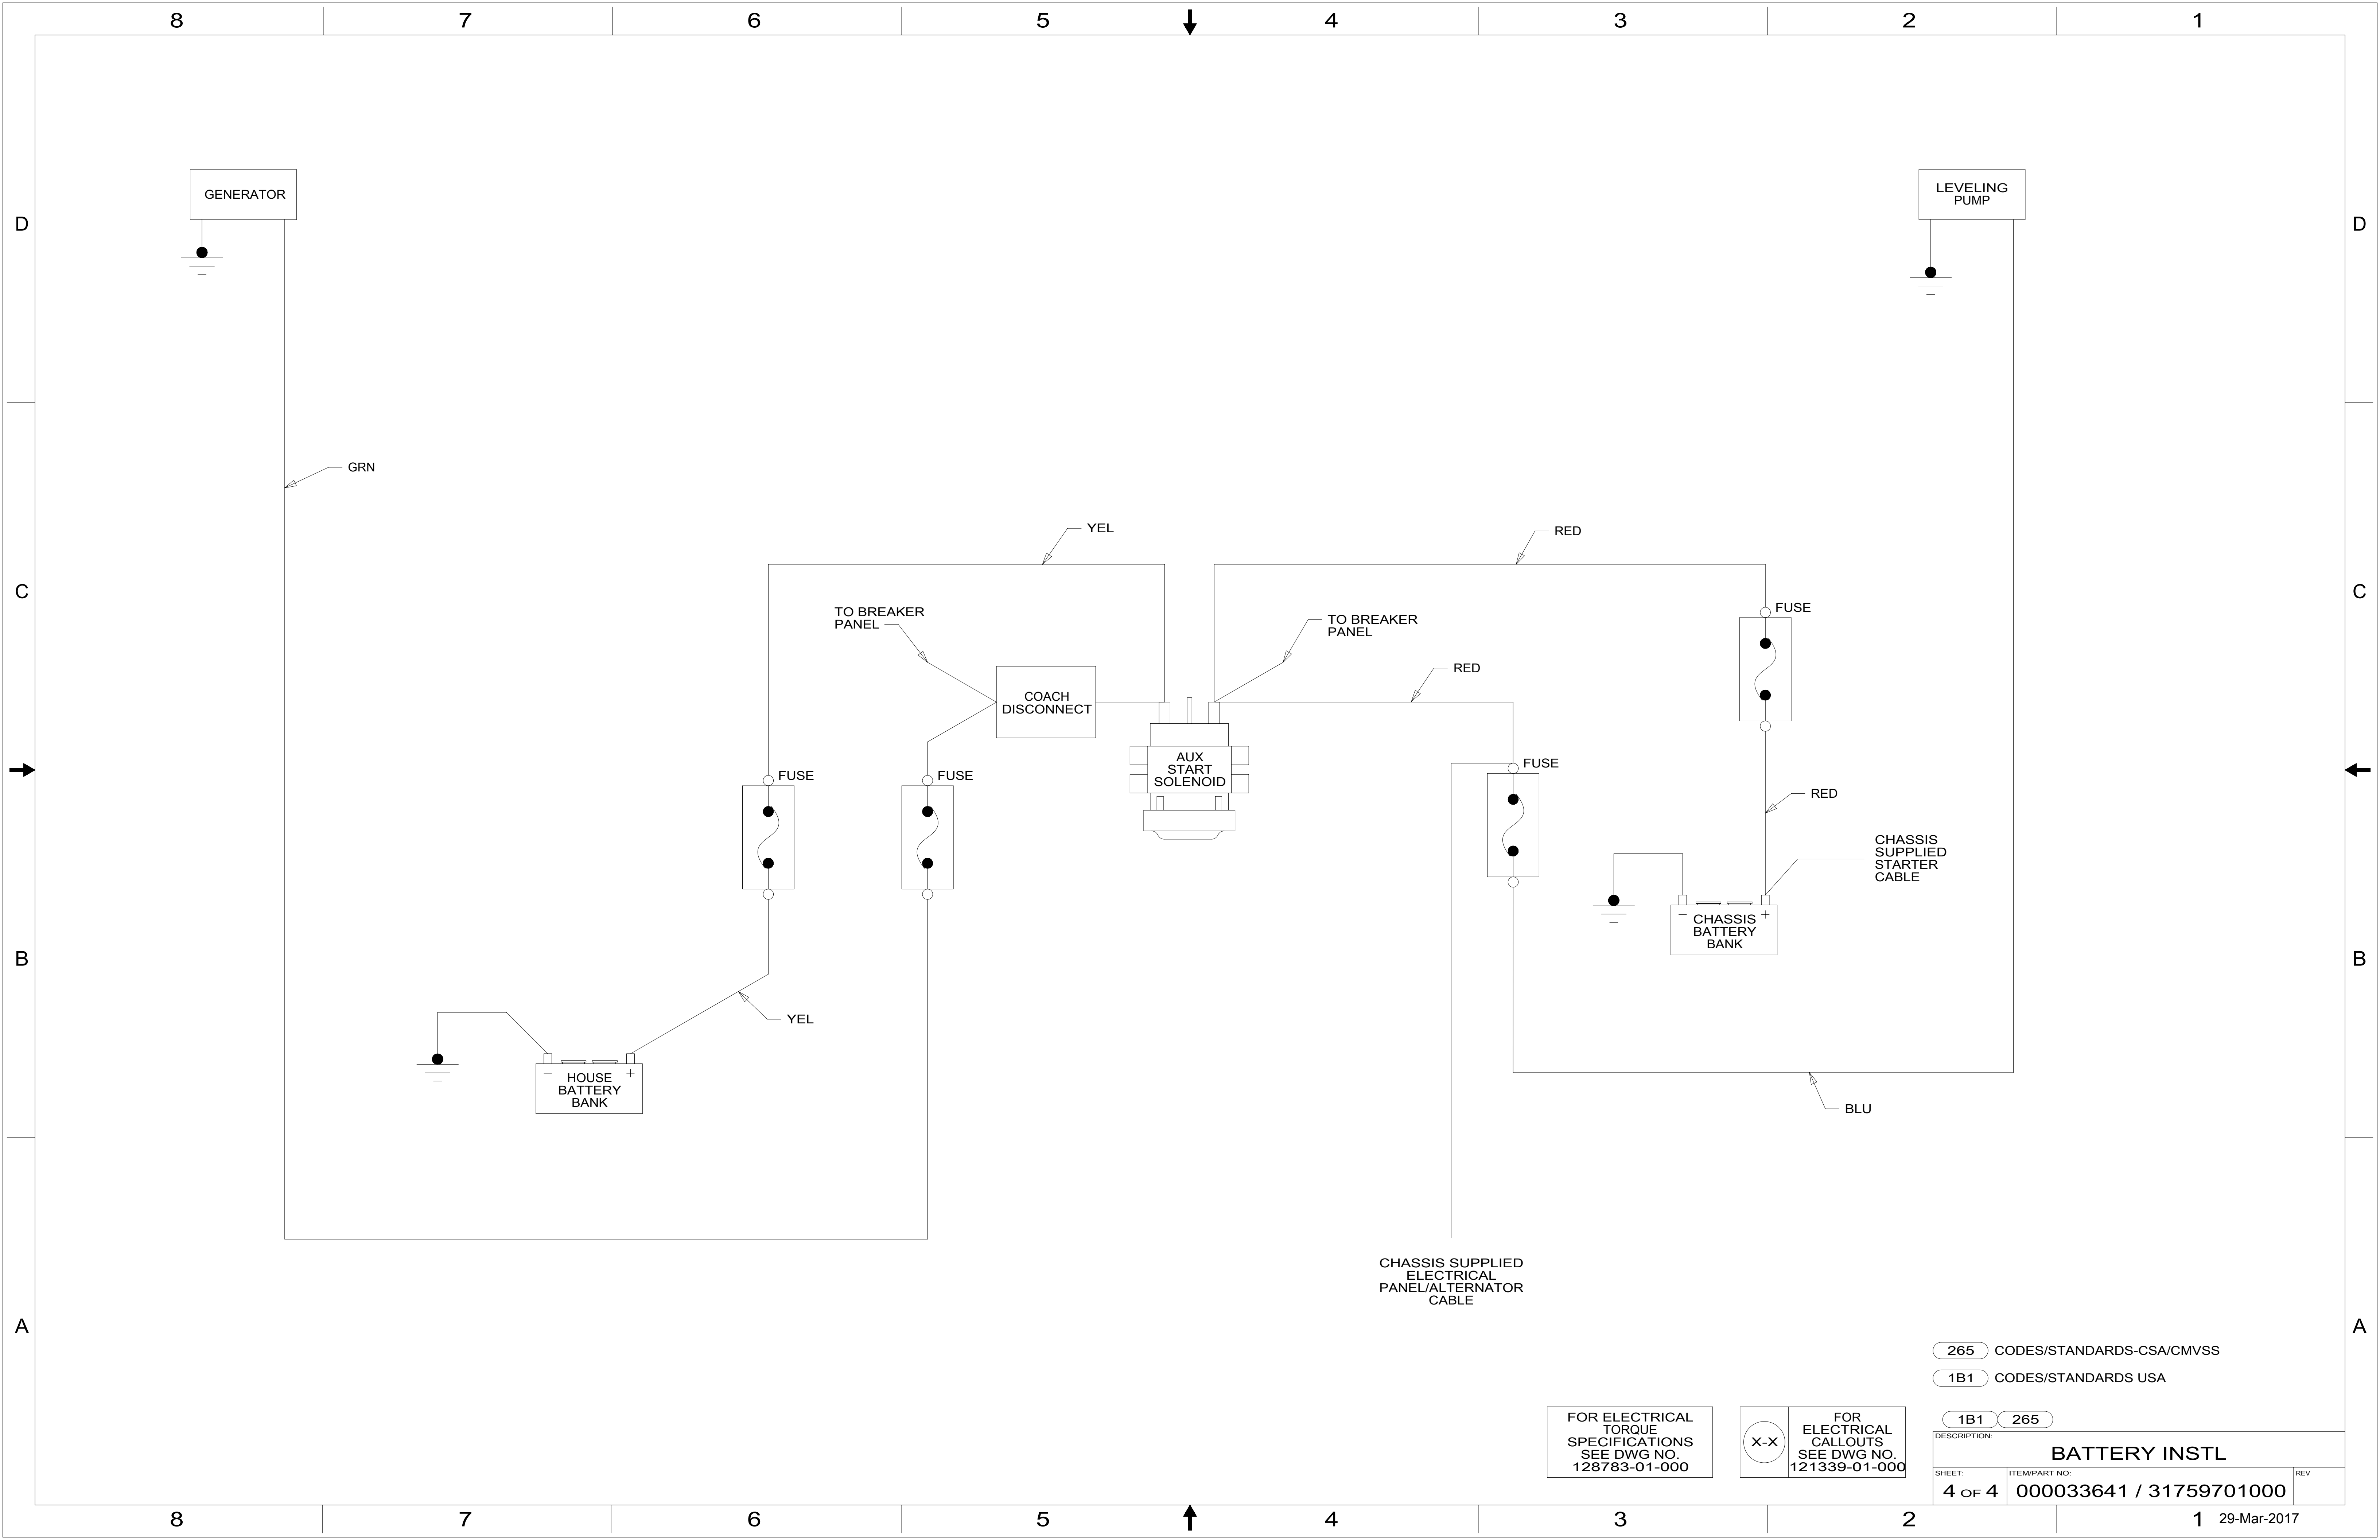 8 7 6 5 4 3 2 1
GENERATOR
LEVELING
PUMP
D D
GRN
YEL
RED
C C
TO BREAKER
PANEL
TO BREAKER
PANEL
FUSE
RED
COACH
DISCONNECT
AUX
START
SOLENOID
FUSE
FUSE
FUSE
RED
CHASSIS
SUPPLIED
STARTER
CABLE
− +
CHASSIS
BATTERY
BANK
B B
YEL
− +
HOUSE
BATTERY
BANK
BLU
CHASSIS SUPPLIED
ELECTRICAL
PANEL/ALTERNATOR
CABLE
A A
265 CODES/STANDARDS-CSA/CMVSS
1B1 CODES/STANDARDS USA
FOR ELECTRICAL
TORQUE
SPECIFICATIONS
SEE DWG NO.
128783-01-000
X-X
FOR
ELECTRICAL
CALLOUTS
SEE DWG NO.
121339-01-000
1B1 265
DESCRIPTION:
BATTERY INSTL
SHEET: ITEM/PART NO: REV
4 OF 4 000033641 / 31759701000
8 7 6 5 4 3 2 1
29-Mar-2017